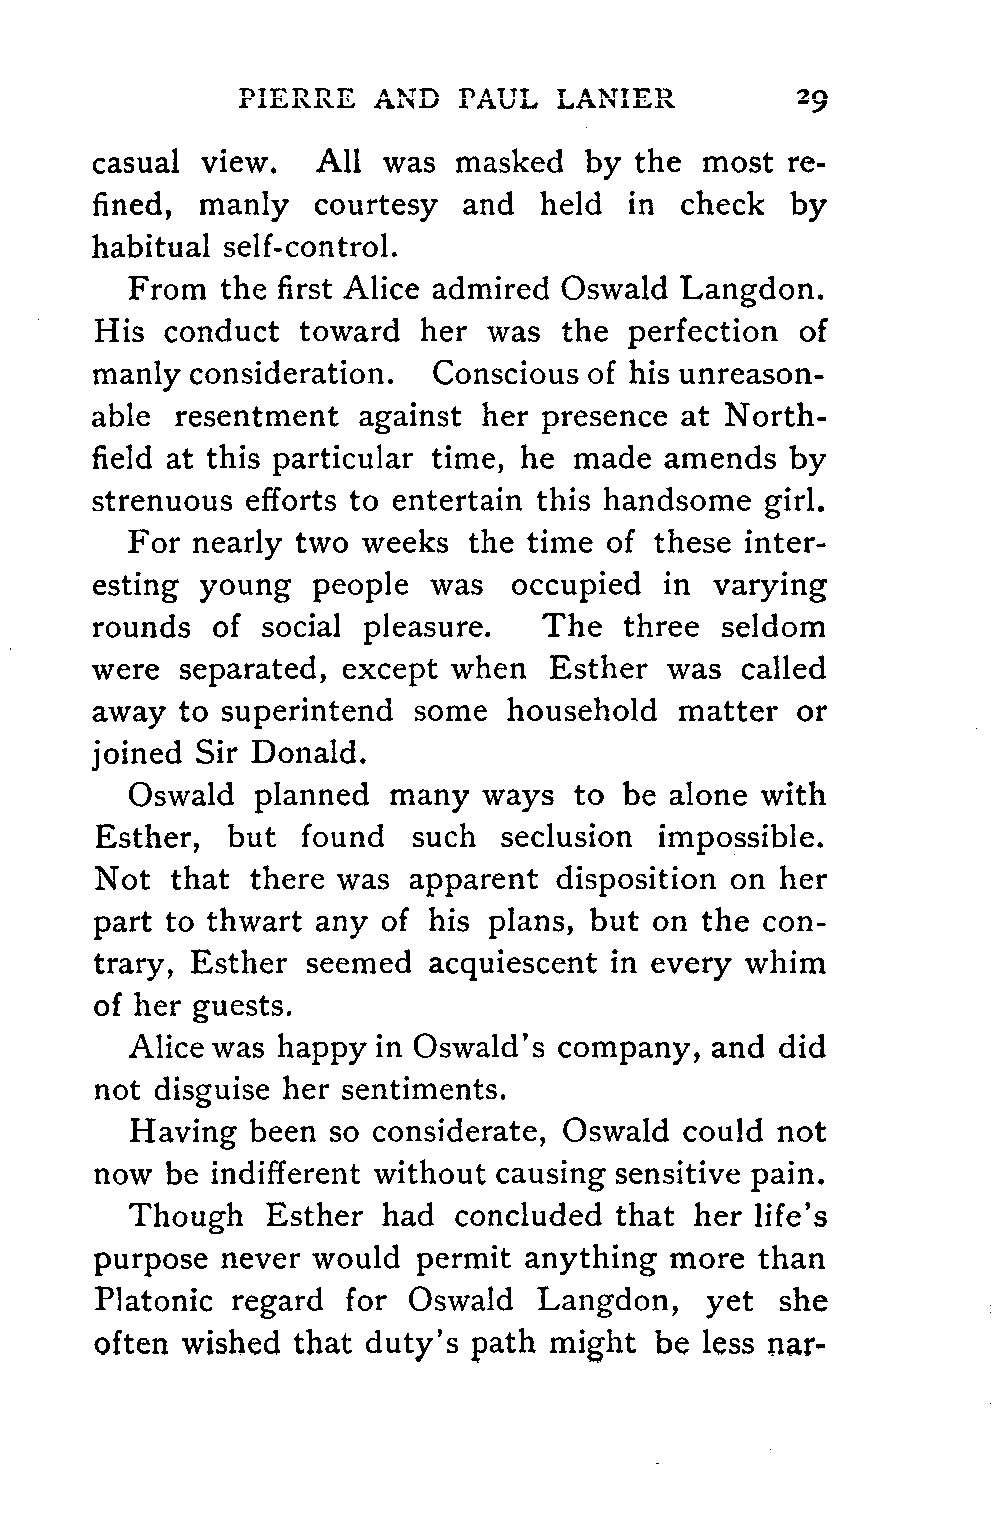 PIERRE AND PAUL LANIER 29
casual view. All was masked by the most re-
fined, manly courtesy and held in check by
habitual self-control.
From the first Alice admired Oswald Langdon.
His conduct toward her was the perfection of
manly consideration. Conscious of his unreason-
able resentment against her presence at North-
field at this particular time, he made amends by
strenuous efforts to entertain this handsome girl.
For nearly two weeks the time of these inter-
esting young people was occupied in varying
rounds of social pleasure. The three seldom
were separated, except when Esther was called
away to superintend some household matter or
joined Sir Donald.
Oswald planned many ways to be alone with
Esther, but found such seclusion impossible.
Not that there was apparent disposition on her
part to thwart any of his plans, but on the con-
trary, Esther seemed acquiescent in every whim
of her guests.
Alice was happy in Oswald's company, and did
not disguise her sentiments.
Having been so considerate, Oswald could not
now be indifferent without causing sensitive pain.
Though Esther had concluded that her life's
purpose never would permit anything more than
Platonic regard for Oswald Langdon, yet she
often wished that duty's path might be less nar-